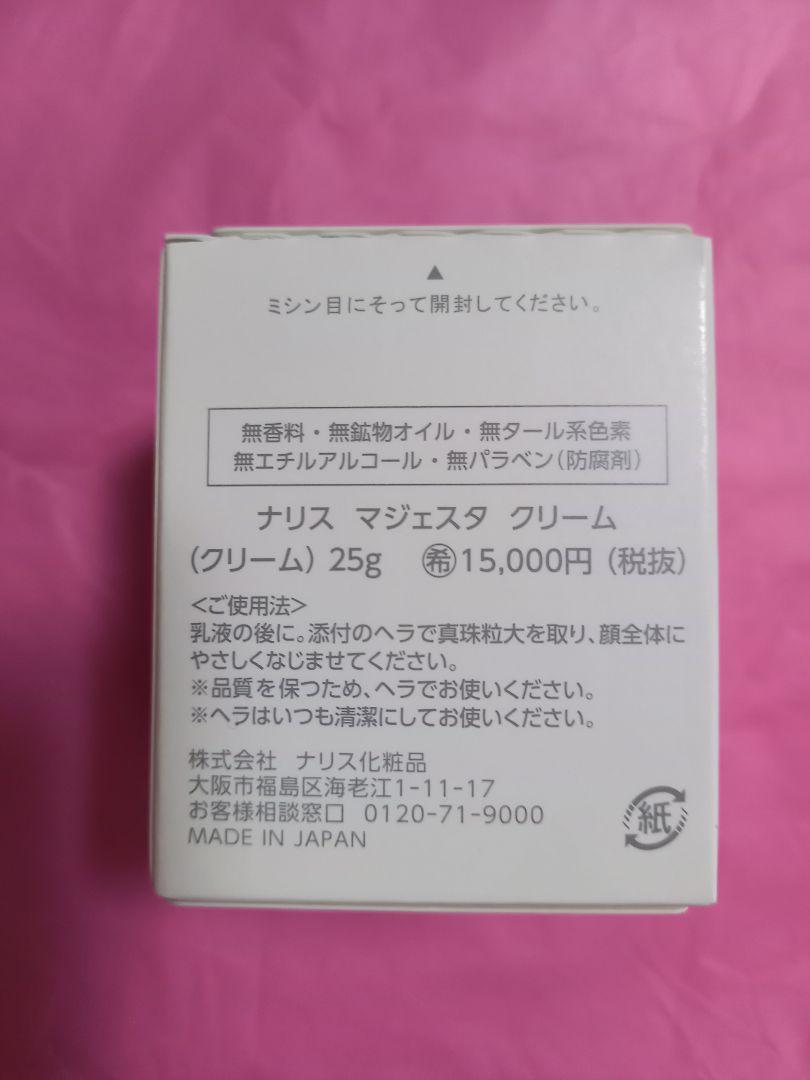 ▲
ミシン目にそって開封してください。
無香料・無鉱物オイル・無タール系色素
無エチルアルコール・無パラベン(防腐剤)
ナリス マジェスタ クリーム
(クリーム) 25g ㊕15,000円 (税抜)
<ご使用法>
乳液の後に。添付のヘラで真珠粒大を取り、顔全体に
やさしくなじませてください。
※品質を保つため、ヘラでお使いください。
※ヘラはいつも清潔にしてお使いください。
株式会社 ナリス化粧品
大阪市福島区海老江1-11-17
お客様相談窓口 0120-71-9000
MADE IN JAPAN
紙